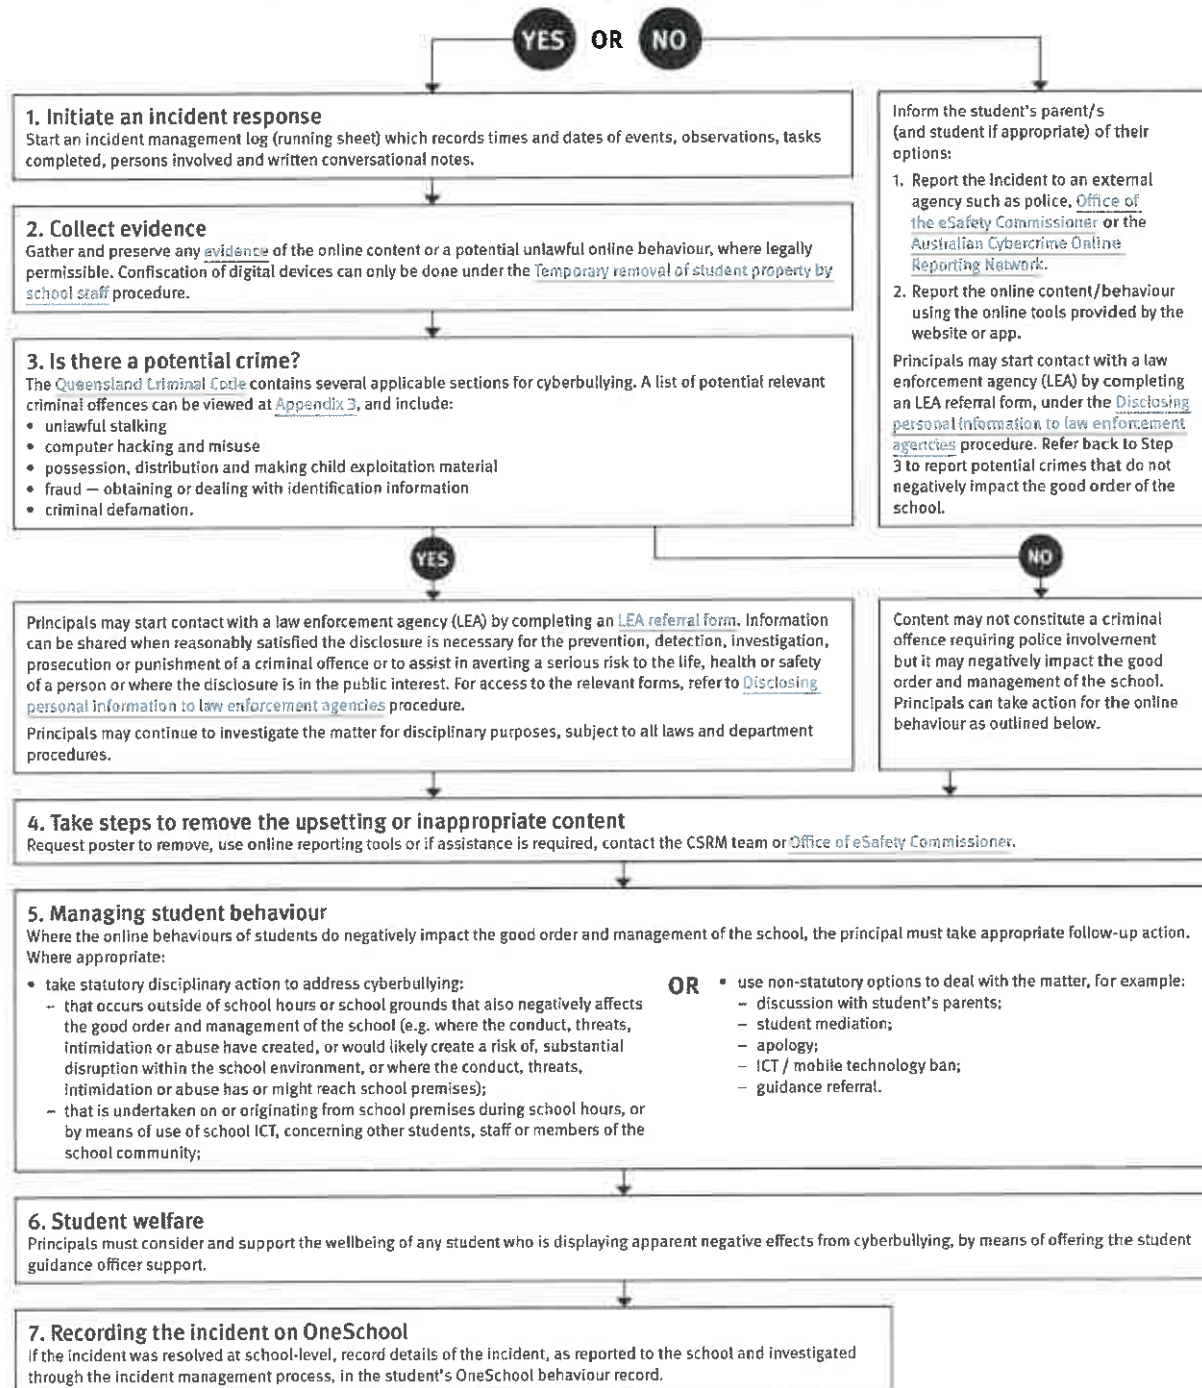 YES OR NO
1. Initiate an incident response
Start an incident management log (running sheet) which records times and dates of events, observations, tasks
completed, persons involved and written conversational notes.
2. Collect evidence
Gather and preserve any evidence of the online content or a potential unlawful online behaviour, where legally
permissible. Confiscation of digital devices can only be done under the Temporary removal of student property by
school staff procedure.
3. Is there a potential crime?
The Queensland Criminal Code contains several applicable sections for cyberbullying. A list of potential relevant
criminal offences can be viewed at Appendix 3, and include:
• unlawful stalking
• computer hacking and misuse
• possession, distribution and making child exploitation material
• fraud — obtaining or dealing with identification information
• criminal defamation.
Inform the student's parent/s
(and student if appropriate) of their
options:
1. Report the incident to an external
agency such as police, Office of
the eSafety Commissioner or the
Australian Cybercrime Online
Reporting Network.
2. Report the online content/behaviour
using the online tools provided by the
website or app.
Principals may start contact with a law
enforcement agency (LEA) by completing
an LEA referral form, under the Disclosing
personal information to law enforcement
agencies procedure. Refer back to Step
3 to report potential crimes that do not
negatively impact the good order of the
school.
YES
NO
Principals may start contact with a law enforcement agency (LEA) by completing an LEA referral form. Information
can be shared when reasonably satisfied the disclosure is necessary for the prevention, detection, investigation,
prosecution or punishment of a criminal offence or to assist in averting a serious risk to the life, health or safety
of a person or where the disclosure is in the public interest. For access to the relevant forms, refer to Disclosing
personal information to law enforcement agencies procedure.
Principals may continue to investigate the matter for disciplinary purposes, subject to all laws and department
procedures.
Content may not constitute a criminal
offence requiring police involvement
but it may negatively impact the good
order and management of the school.
Principals can take action for the online
behaviour as outlined below.
4. Take steps to remove the upsetting or inappropriate content
Request poster to remove, use online reporting tools or if assistance is required, contact the CSRM team or Office of eSafety Commissioner.
5. Managing student behaviour
Where the online behaviours of students do negatively impact the good order and management of the school, the principal must take appropriate follow-up action.
Where appropriate:
• take statutory disciplinary action to address cyberbullying:
– that occurs outside of school hours or school grounds that also negatively affects
the good order and management of the school (e.g. where the conduct, threats,
intimidation or abuse have created, or would likely create a risk of, substantial
disruption within the school environment, or where the conduct, threats,
intimidation or abuse has or might reach school premises);
– that is undertaken on or originating from school premises during school hours, or
by means of use of school ICT, concerning other students, staff or members of the
school community;
OR
• use non-statutory options to deal with the matter, for example:
– discussion with student's parents;
– student mediation;
– apology;
– ICT / mobile technology ban;
– guidance referral.
6. Student welfare
Principals must consider and support the wellbeing of any student who is displaying apparent negative effects from cyberbullying, by means of offering the student
guidance officer support.
7. Recording the incident on OneSchool
If the incident was resolved at school-level, record details of the incident, as reported to the school and investigated
through the incident management process, in the student's OneSchool behaviour record.